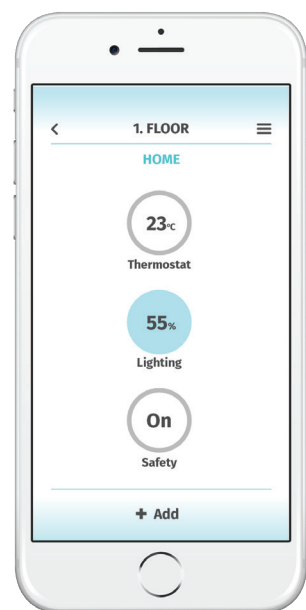 1. FLOOR
HOME
23°C
Thermostat
55%
Lighting
On
Safety
+ Add